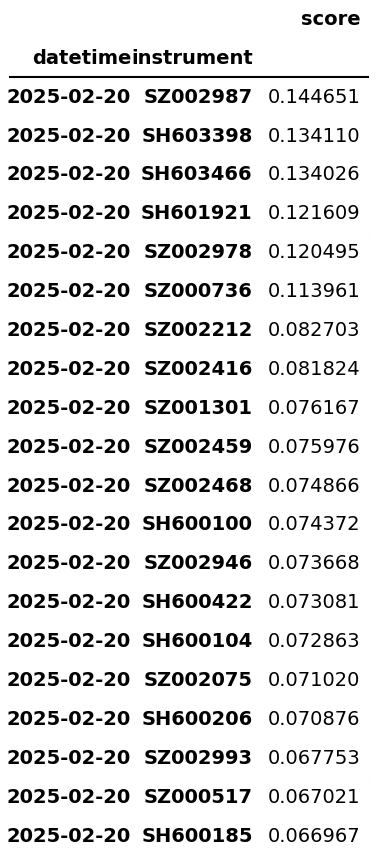 score
datetime instrument
2025-02-20 SZ002987 0.144651
2025-02-20 SH603398 0.134110
2025-02-20 SH603466 0.134026
2025-02-20 SH601921 0.121609
2025-02-20 SZ002978 0.120495
2025-02-20 SZ000736 0.113961
2025-02-20 SZ002212 0.082703
2025-02-20 SZ002416 0.081824
2025-02-20 SZ001301 0.076167
2025-02-20 SZ002459 0.075976
2025-02-20 SZ002468 0.074866
2025-02-20 SH600100 0.074372
2025-02-20 SZ002946 0.073668
2025-02-20 SH600422 0.073081
2025-02-20 SH600104 0.072863
2025-02-20 SZ002075 0.071020
2025-02-20 SH600206 0.070876
2025-02-20 SZ002993 0.067753
2025-02-20 SZ000517 0.067021
2025-02-20 SH600185 0.066967